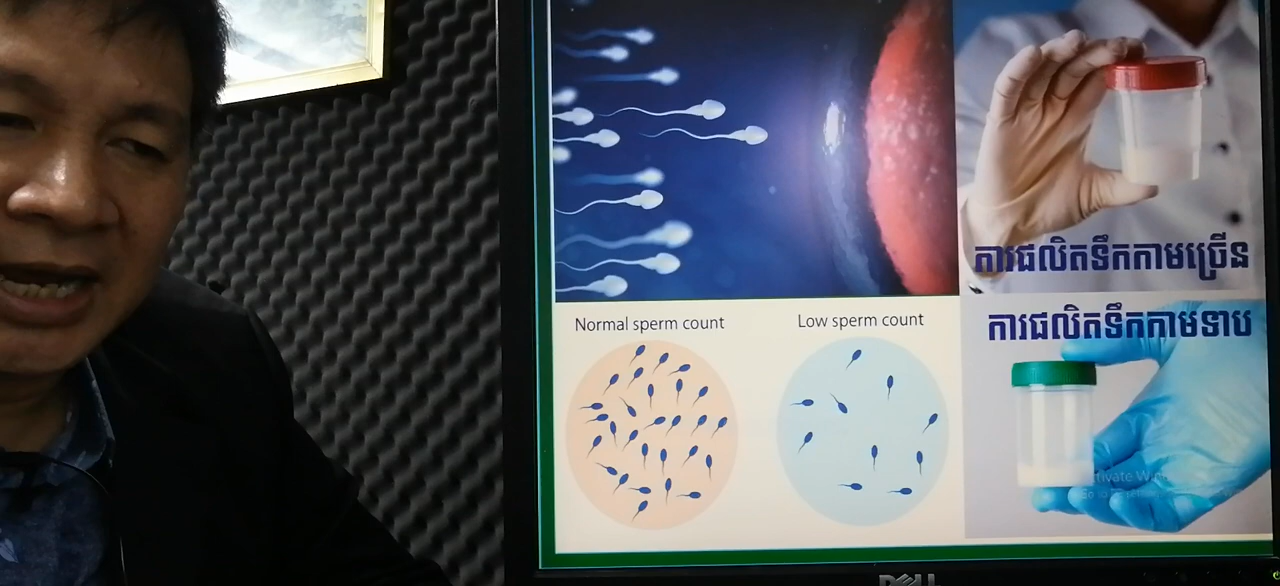 ការផលិតទឹកកាមច្រើន
Normal sperm count
Low sperm count
ការផលិតទឹកកាមទាប
DELL